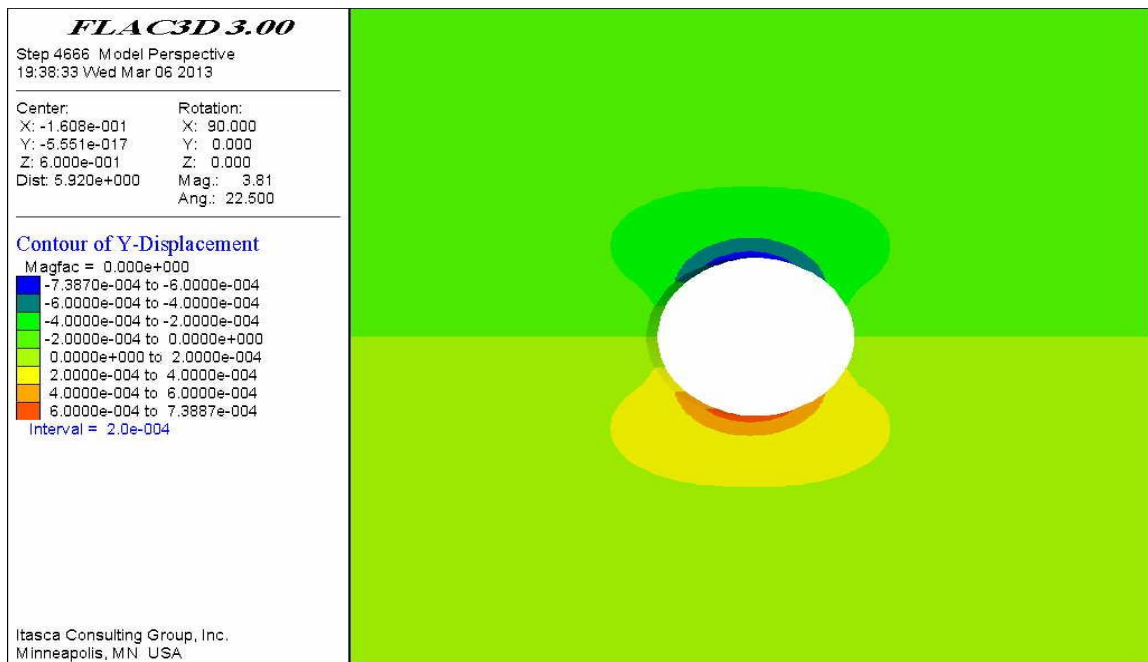 FLAC3D 3.00
Step 4666 Model Perspective
19:38:33 Wed Mar 06 2013
Center:
X: -1.608e-001
Y: -5.551e-017
Z: 6.000e-001
Dist: 5.920e+000
Rotation:
X: 90.000
Y: 0.000
Z: 0.000
Mag.: 3.81
Ang.: 22.500
Contour of Y-Displacement
Magfac = 0.000e+000
-7.3870e-004 to -6.0000e-004
-6.0000e-004 to -4.0000e-004
-4.0000e-004 to -2.0000e-004
-2.0000e-004 to 0.0000e+000
0.0000e+000 to 2.0000e-004
2.0000e-004 to 4.0000e-004
4.0000e-004 to 6.0000e-004
6.0000e-004 to 7.3887e-004
Interval = 2.0e-004
Itasca Consulting Group, Inc.
Minneapolis, MN USA